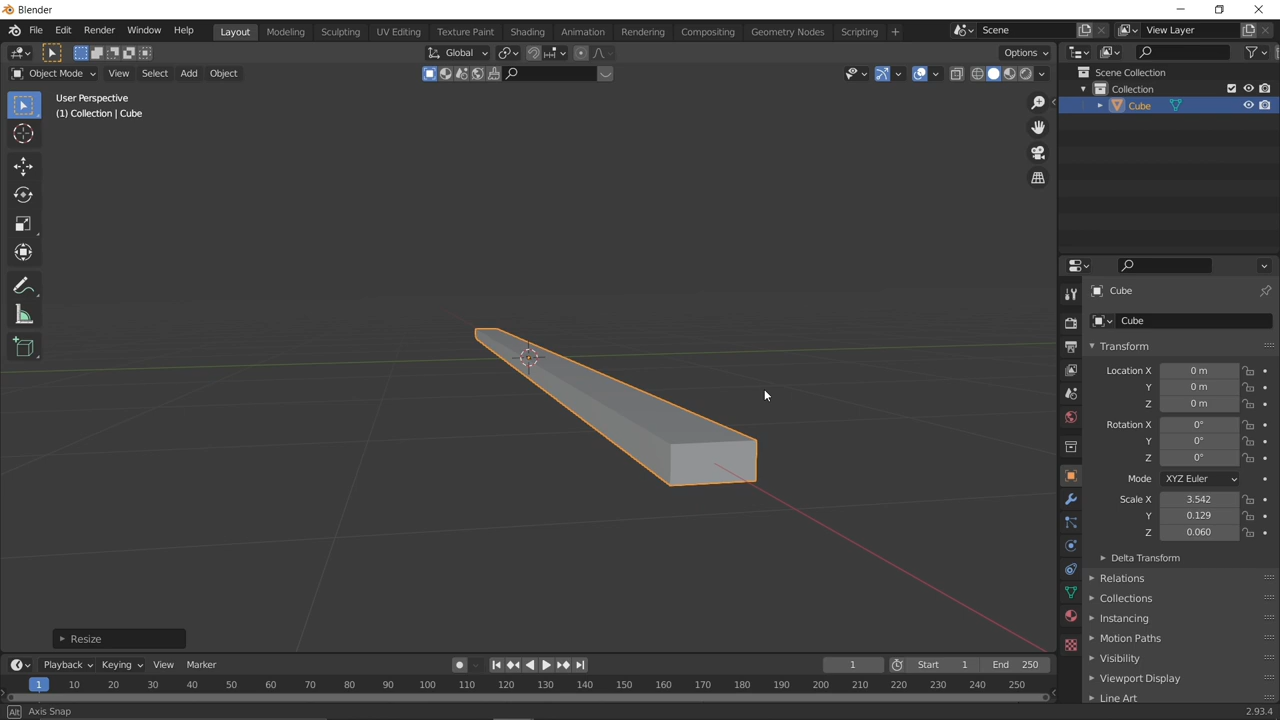 Blender
File Edit Render Window Help Layout Modeling Sculpting UV Editing Texture Paint Shading Animation Rendering Compositing Geometry Nodes Scripting + Scene View Layer
Global Options
Object Mode View Select Add Object
User Perspective
(1) Collection | Cube
Scene Collection
Collection
Cube
Cube
Cube
Transform
Location X 0 m
Y 0 m
Z 0 m
Rotation X 0°
Y 0°
Z 0°
Mode XYZ Euler
Scale X 3.542
Y 0.129
Z 0.060
Delta Transform
Relations
Collections
Instancing
Motion Paths
Visibility
Viewport Display
Line Art
Resize
Playback Keying View Marker 1 Start 1 End 250
1 10 20 30 40 50 60 70 80 90 100 110 120 130 140 150 160 170 180 190 200 210 220 230 240 250
Alt Axis Snap 2.93.4